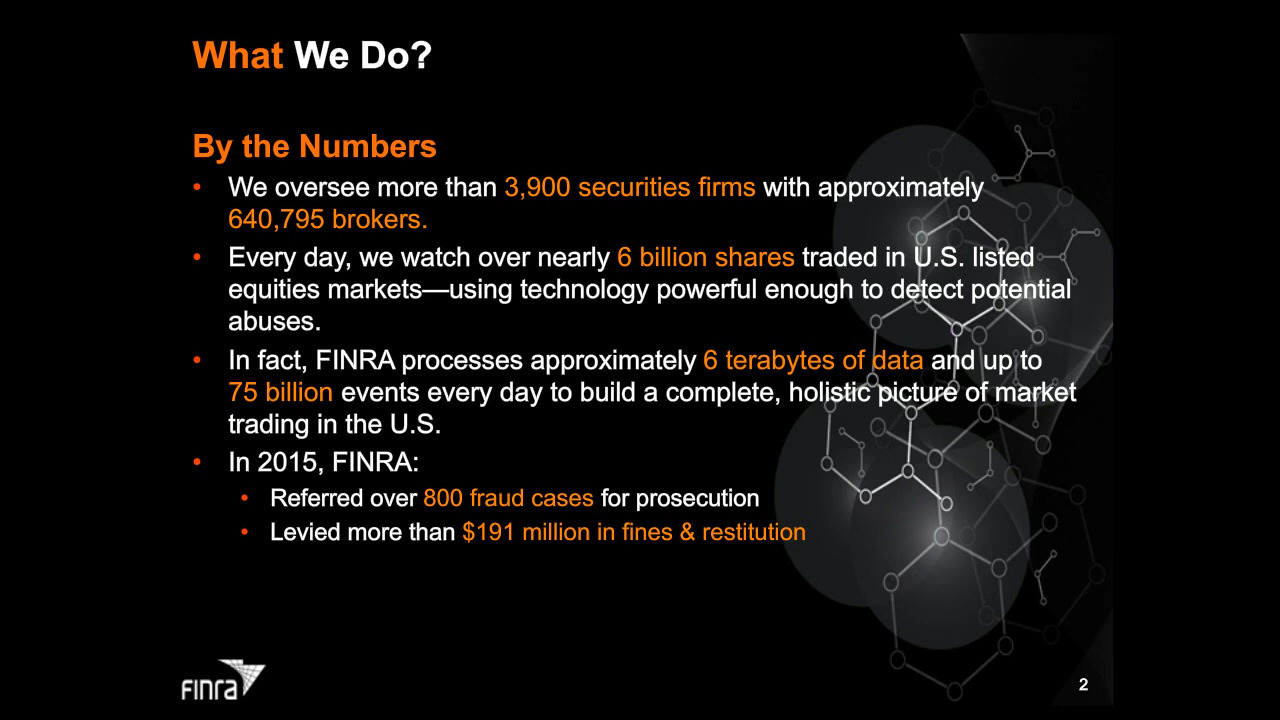 What We Do?
By the Numbers
• We oversee more than 3,900 securities firms with approximately
640,795 brokers.
• Every day, we watch over nearly 6 billion shares traded in U.S. listed
equities markets—using technology powerful enough to detect potential
abuses.
• In fact, FINRA processes approximately 6 terabytes of data and up to
75 billion events every day to build a complete, holistic picture of market
trading in the U.S.
• In 2015, FINRA:
• Referred over 800 fraud cases for prosecution
• Levied more than $191 million in fines & restitution
finra
2